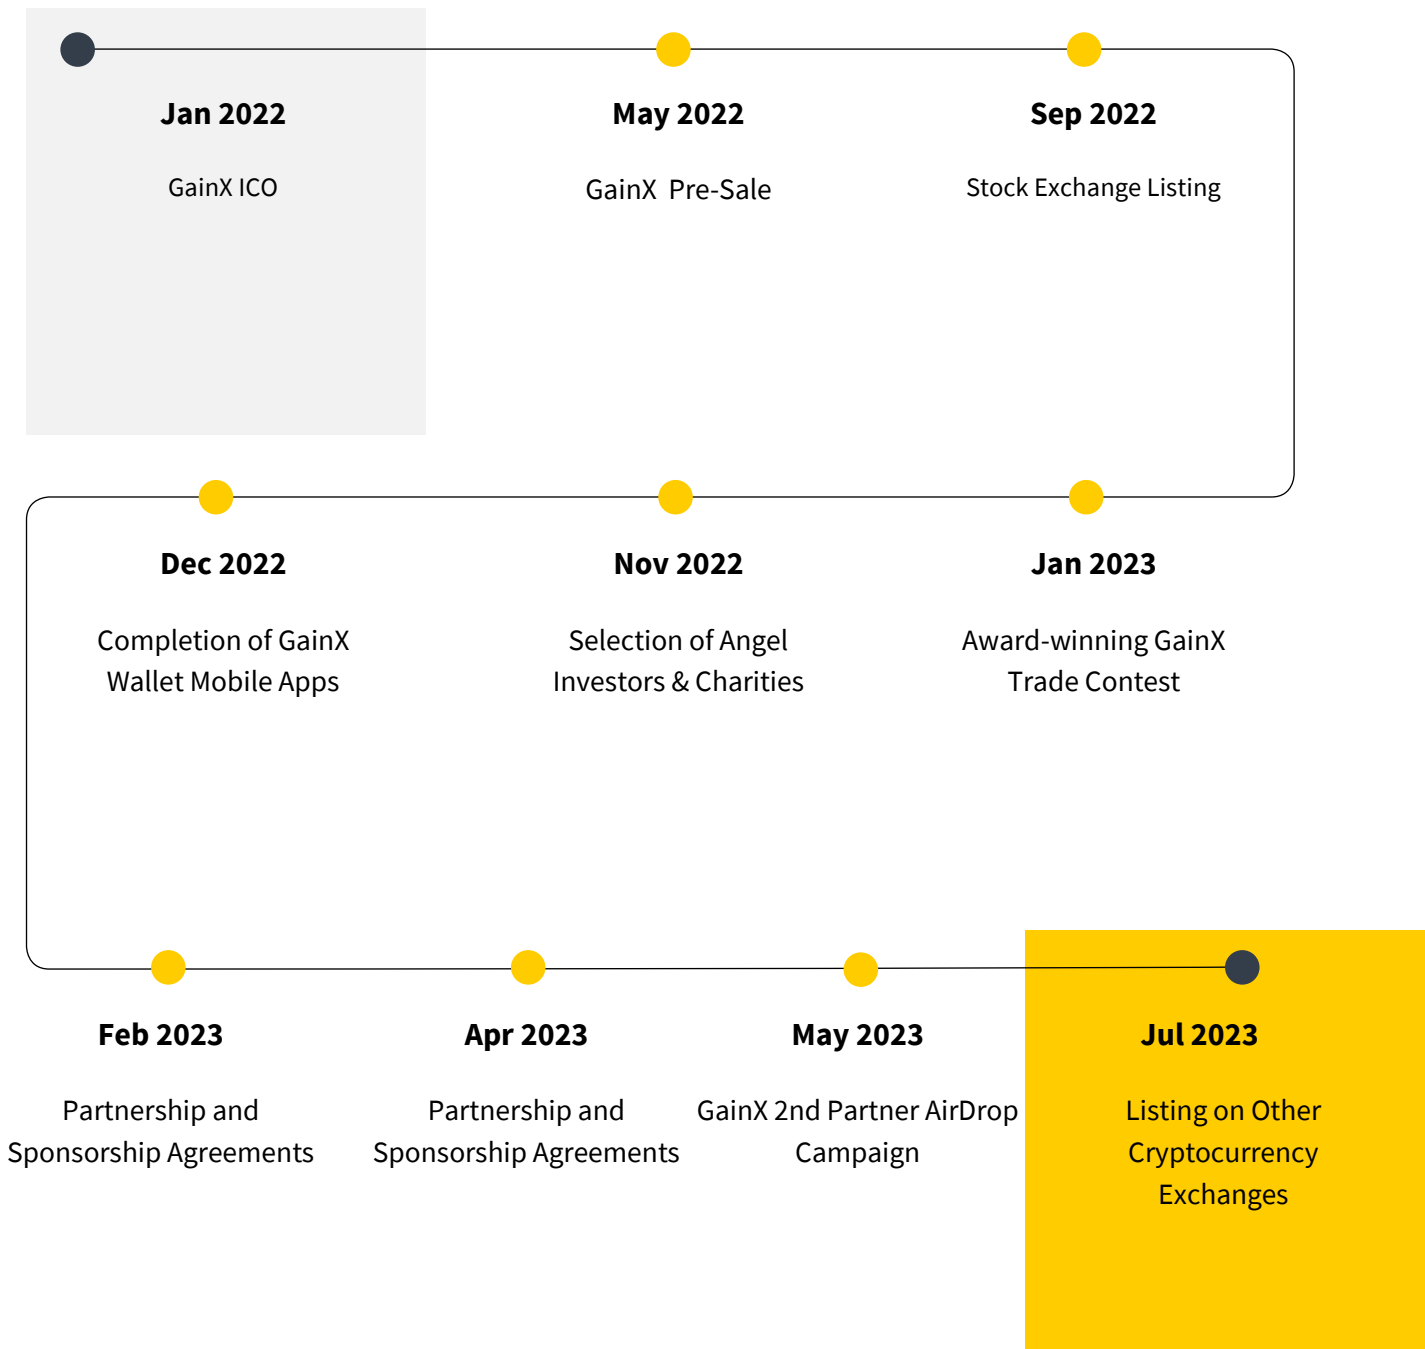 Jan 2022
GainX ICO
May 2022
GainX  Pre-Sale
Sep 2022
Stock Exchange Listing
Dec 2022
Completion of GainX
Wallet Mobile Apps
Nov 2022
Selection of Angel
Investors & Charities
Jan 2023
Award-winning GainX
Trade Contest
Feb 2023
Partnership and
Sponsorship Agreements
Apr 2023
Partnership and
Sponsorship Agreements
May 2023
GainX 2nd Partner AirDrop
Campaign
Jul 2023
Listing on Other
Cryptocurrency
Exchanges